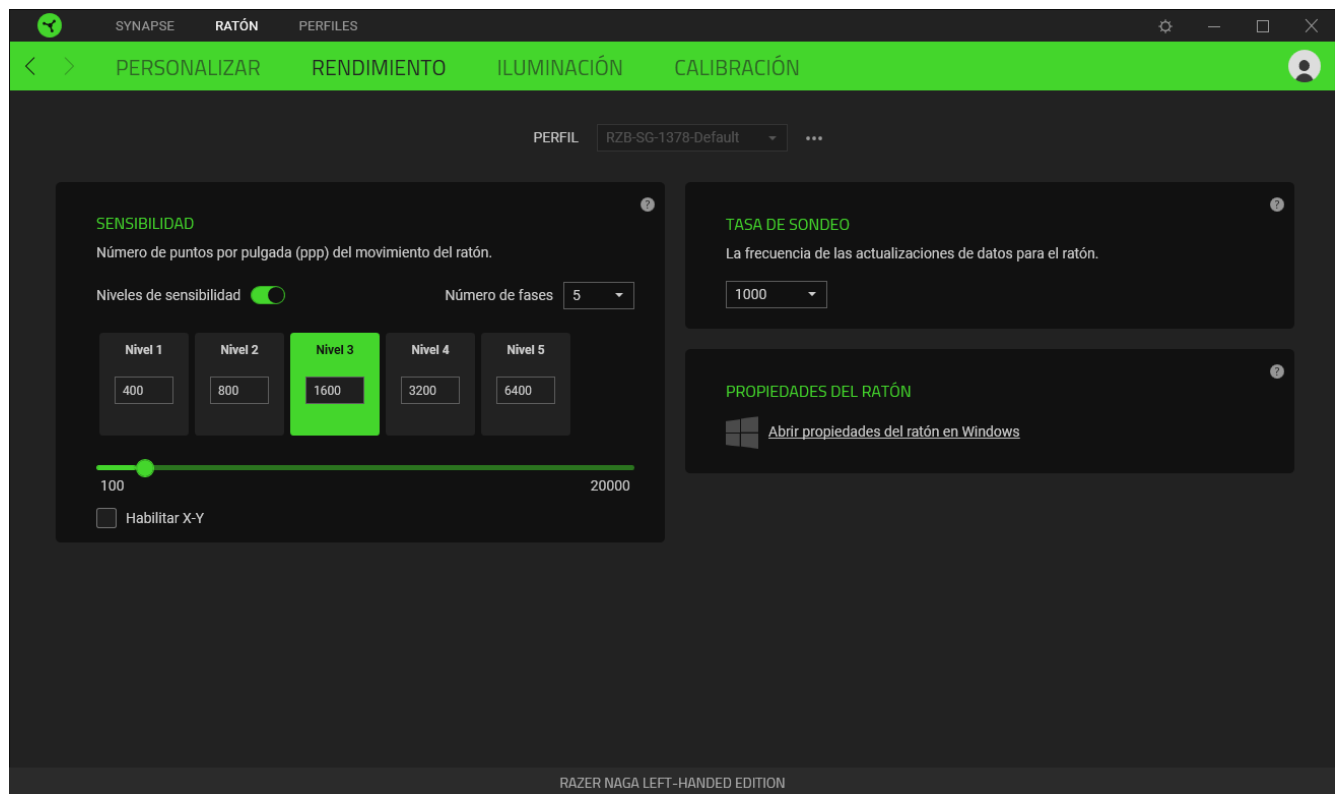 SYNAPSE RATÓN PERFILES
PERSONALIZAR RENDIMIENTO ILUMINACIÓN CALIBRACIÓN
PERFIL RZB-SG-1378-Default
SENSIBILIDAD
Número de puntos por pulgada (ppp) del movimiento del ratón.
Niveles de sensibilidad Número de fases 5
Nivel 1 Nivel 2 Nivel 3 Nivel 4 Nivel 5
400 800 1600 3200 6400
100 20000
Habilitar X-Y
TASA DE SONDEO
La frecuencia de las actualizaciones de datos para el ratón.
1000
PROPIEDADES DEL RATÓN
Abrir propiedades del ratón en Windows
RAZER NAGA LEFT-HANDED EDITION